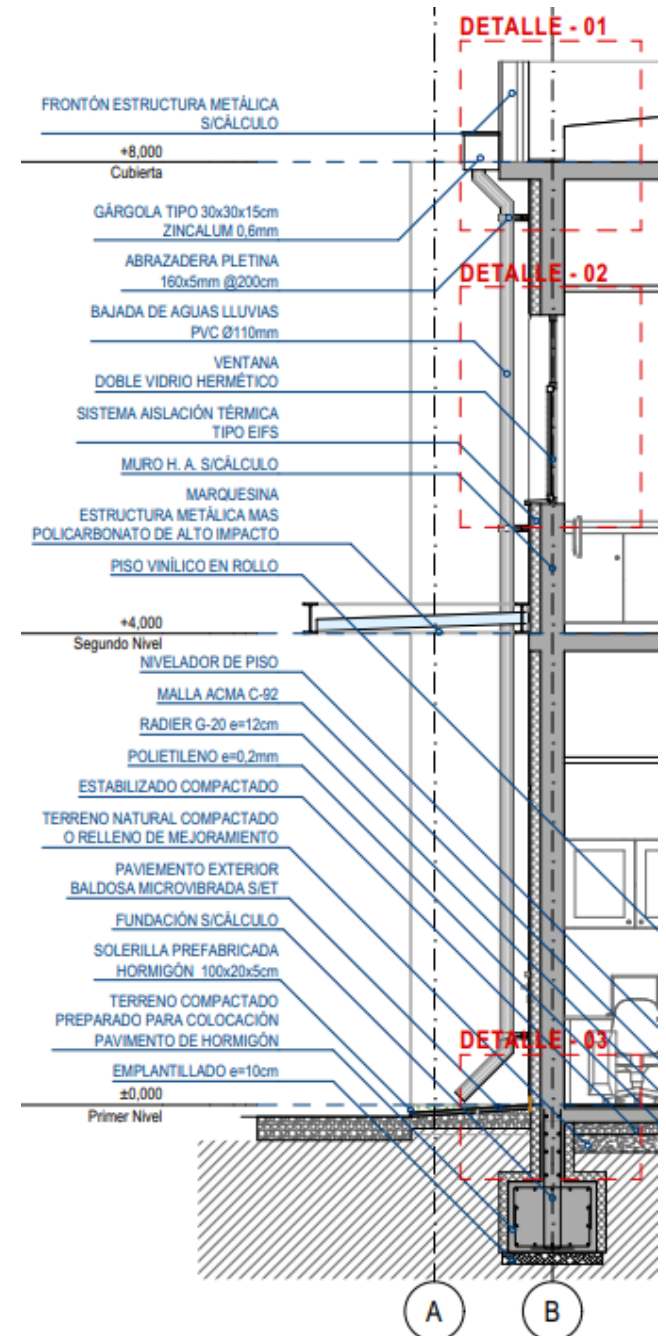 DETALLE - 01
FRONTÓN ESTRUCTURA METÁLICA
S/CÁLCULO
+8,000
Cubierta
GÁRGOLA TIPO 30x30x15cm
ZINCALUM 0,6mm
ABRAZADERA PLETINA
160x5mm @200cm
DETALLE - 02
BAJADA DE AGUAS LLUVIAS
PVC Ø110mm
VENTANA
DOBLE VIDRIO HERMÉTICO
SISTEMA AISLACIÓN TÉRMICA
TIPO EIFS
MURO H. A. S/CÁLCULO
MARQUESINA
ESTRUCTURA METÁLICA MAS
POLICARBONATO DE ALTO IMPACTO
PISO VINÍLICO EN ROLLO
+4,000
Segundo Nivel
NIVELADOR DE PISO
MALLA ACMA C-92
RADIER G-20 e=12cm
POLIETILENO e=0,2mm
ESTABILIZADO COMPACTADO
TERRENO NATURAL COMPACTADO
O RELLENO DE MEJORAMIENTO
PAVIEMENTO EXTERIOR
BALDOSA MICROVIBRADA S/ET
FUNDACIÓN S/CÁLCULO
SOLERILLA PREFABRICADA
HORMIGÓN 100x20x5cm
TERRENO COMPACTADO
PREPARADO PARA COLOCACIÓN
PAVIMENTO DE HORMIGÓN
DETALLE - 03
EMPLANTILLADO e=10cm
±0,000
Primer Nivel
A
B